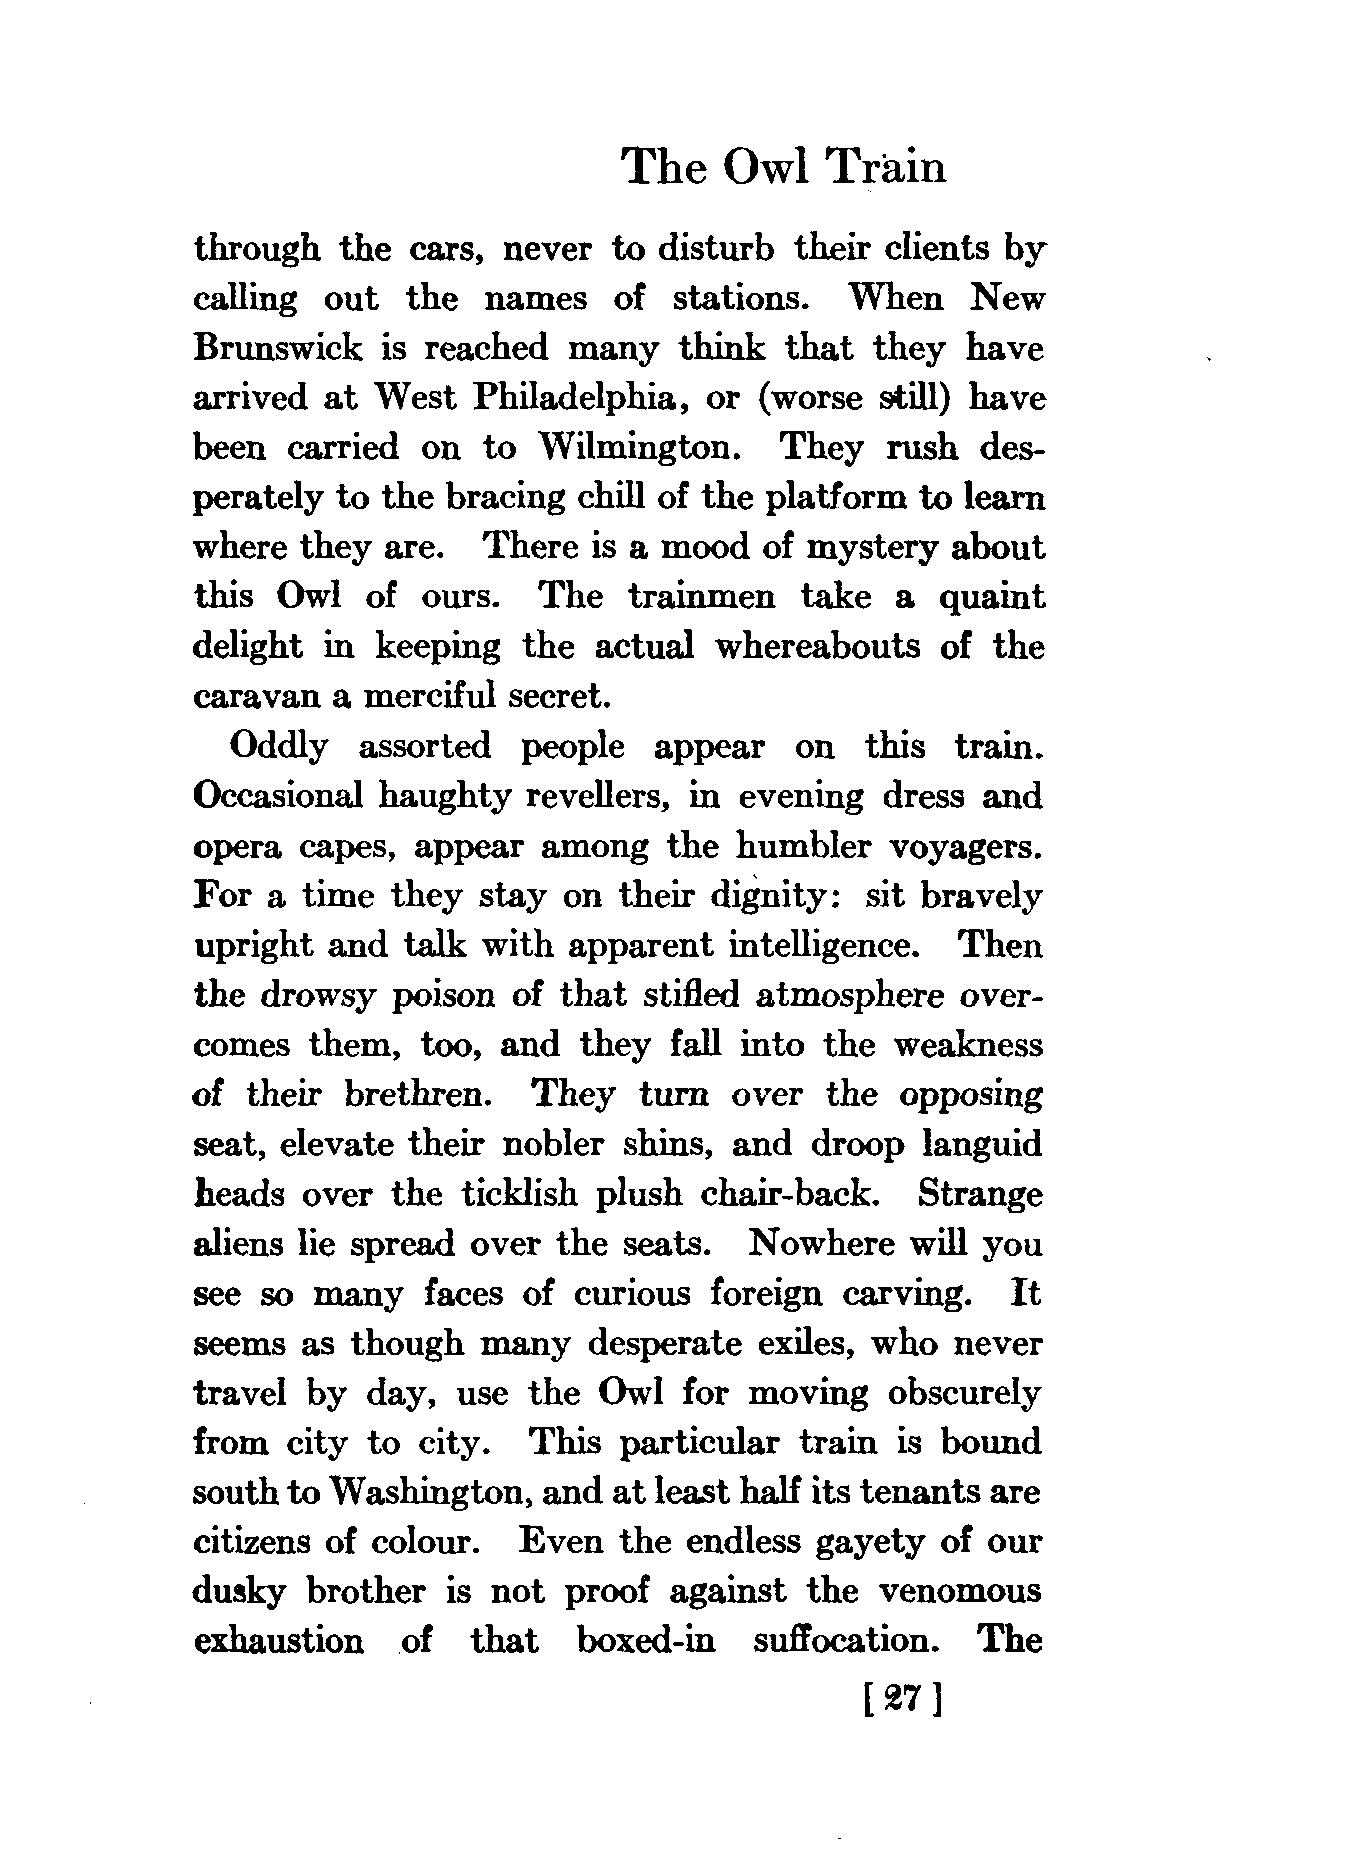 The Owl Train
through the cars, never to disturb their clients by
calling out the names of stations. When New
Brunswick is reached many think that they have
arrived at West Philadelphia, or (worse still) have
been carried on to Wilmington. They rush des-
perately to the bracing chill of the platform to learn
where they are. There is a mood of mystery about
this Owl of ours. The trainmen take a quaint
delight in keeping the actual whereabouts of the
caravan a merciful secret.
Oddly assorted people appear on this train.
Occasional haughty revellers, in evening dress and
opera capes, appear among the humbler voyagers.
For a time they stay on their dignity: sit bravely
upright and talk with apparent intelligence. Then
the drowsy poison of that stifled atmosphere over-
comes them, too, and they fall into the weakness
of their brethren. They turn over the opposing
seat, elevate their nobler shins, and droop languid
heads over the ticklish plush chair-back. Strange
aliens lie spread over the seats. Nowhere will you
see so many faces of curious foreign carving. It
seems as though many desperate exiles, who never
travel by day, use the Owl for moving obscurely
from city to city. This particular train is bound
south to Washington, and at least half its tenants are
citizens of colour. Even the endless gayety of our
dusky brother is not proof against the venomous
exhaustion of that boxed-in suffocation. The
[ 27 ]